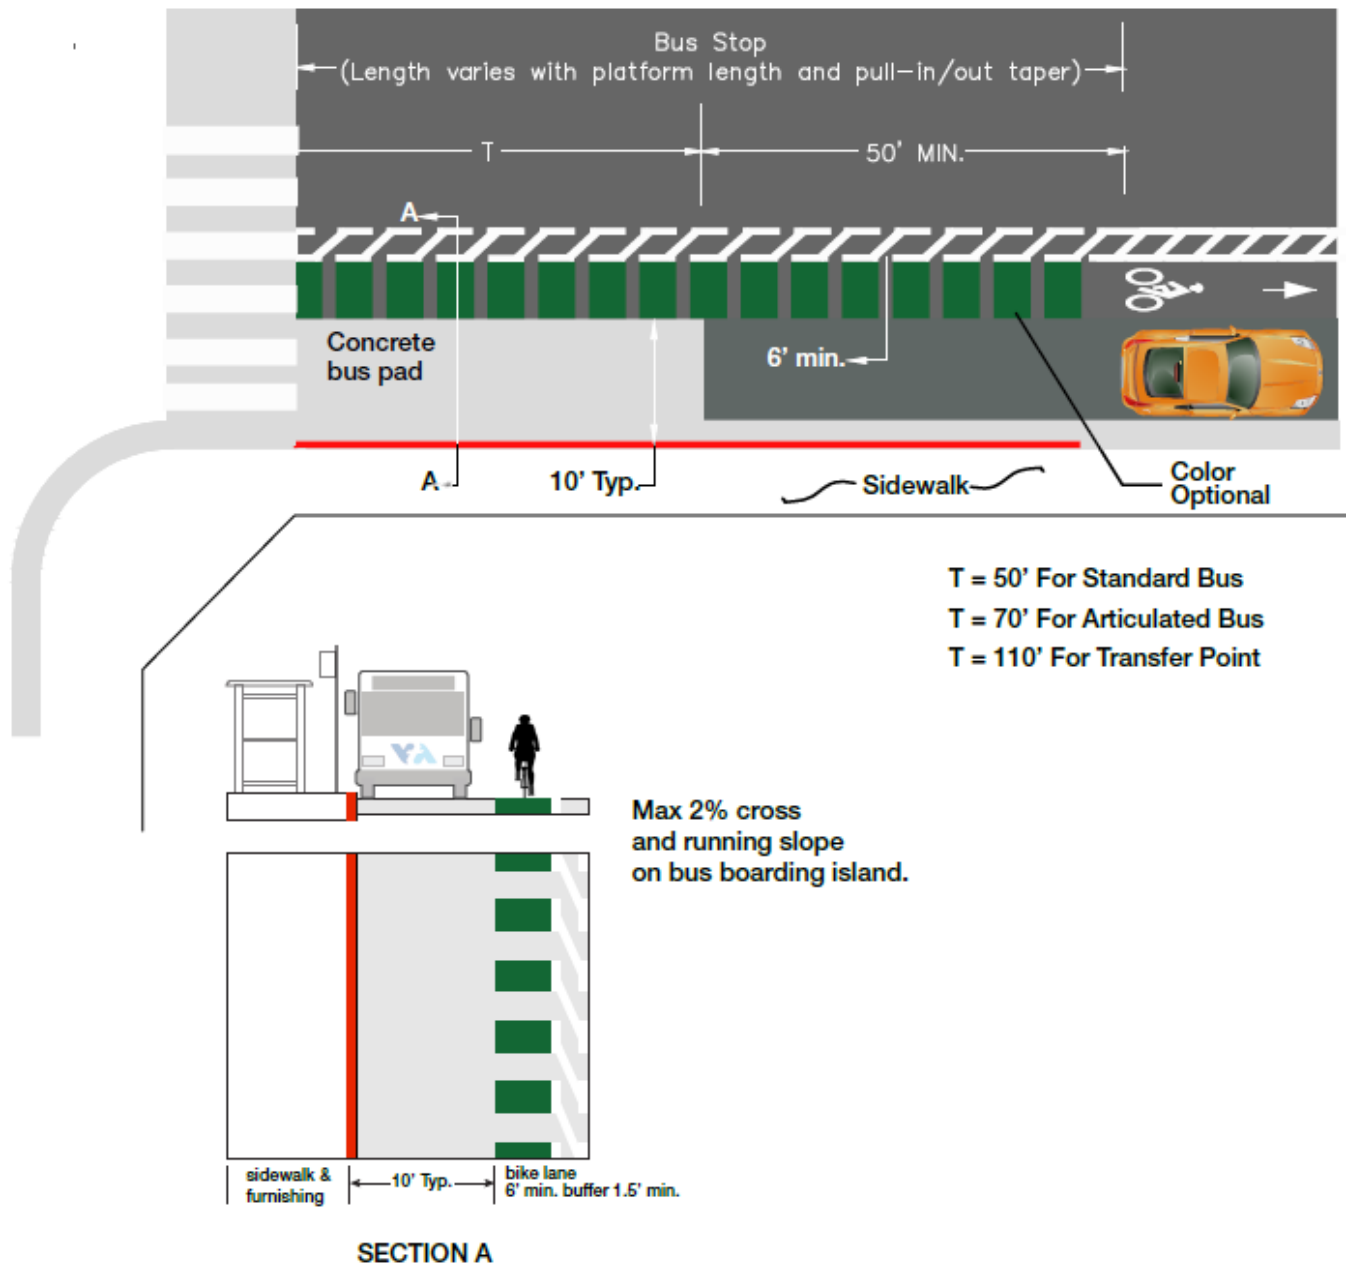 Bus Stop
(Length varies with platform length and pull-in/out taper)
T
50' MIN.
A
Concrete
bus pad
6' min.
A
10' Typ.
Sidewalk
Color
Optional
T = 50' For Standard Bus
T = 70' For Articulated Bus
T = 110' For Transfer Point
VTA
Max 2% cross
and running slope
on bus boarding island.
sidewalk &
furnishing
10' Typ.
bike lane
6' min. buffer 1.5' min.
SECTION A